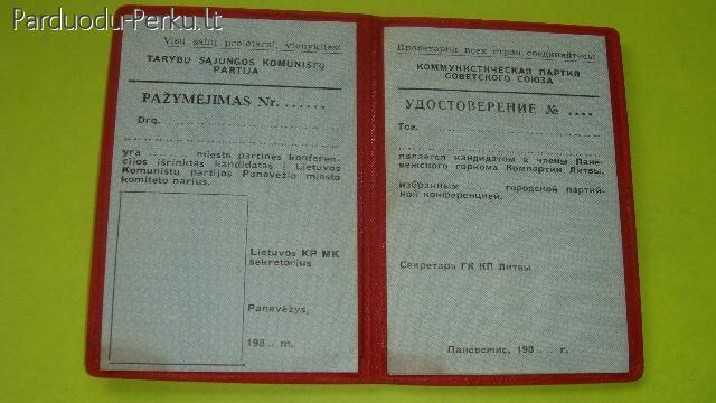 Parduodu-Perku.lt
Visų šalių proletarai, vienykitės!
TARYBŲ SĄJUNGOS KOMUNISTŲ
PARTIJA
PAŽYMĖJIMAS Nr. .......
Drg. ..............................
..............................
yra ...... miesto partinės konferen-
cijos išrinktas kandidatas į Lietuvos
Komunistų partijos Panevėžio miesto
komiteto narius.
Lietuvos KP MK
sekretorius
Panevėžys,
198... m.
Пролетарии всех стран, соединяйтесь!
КОММУНИСТИЧЕСКАЯ ПАРТИЯ
СОВЕТСКОГО СОЮЗА
УДОСТОВЕРЕНИЕ № ....
Тов. ..............................
..............................
является кандидатом в члены Пане-
вежского горкома Компартии Литвы,
избранным ...... городской партий-
ной конференцией.
Секретарь ГК КП Литвы
Паневежис, 198... г.